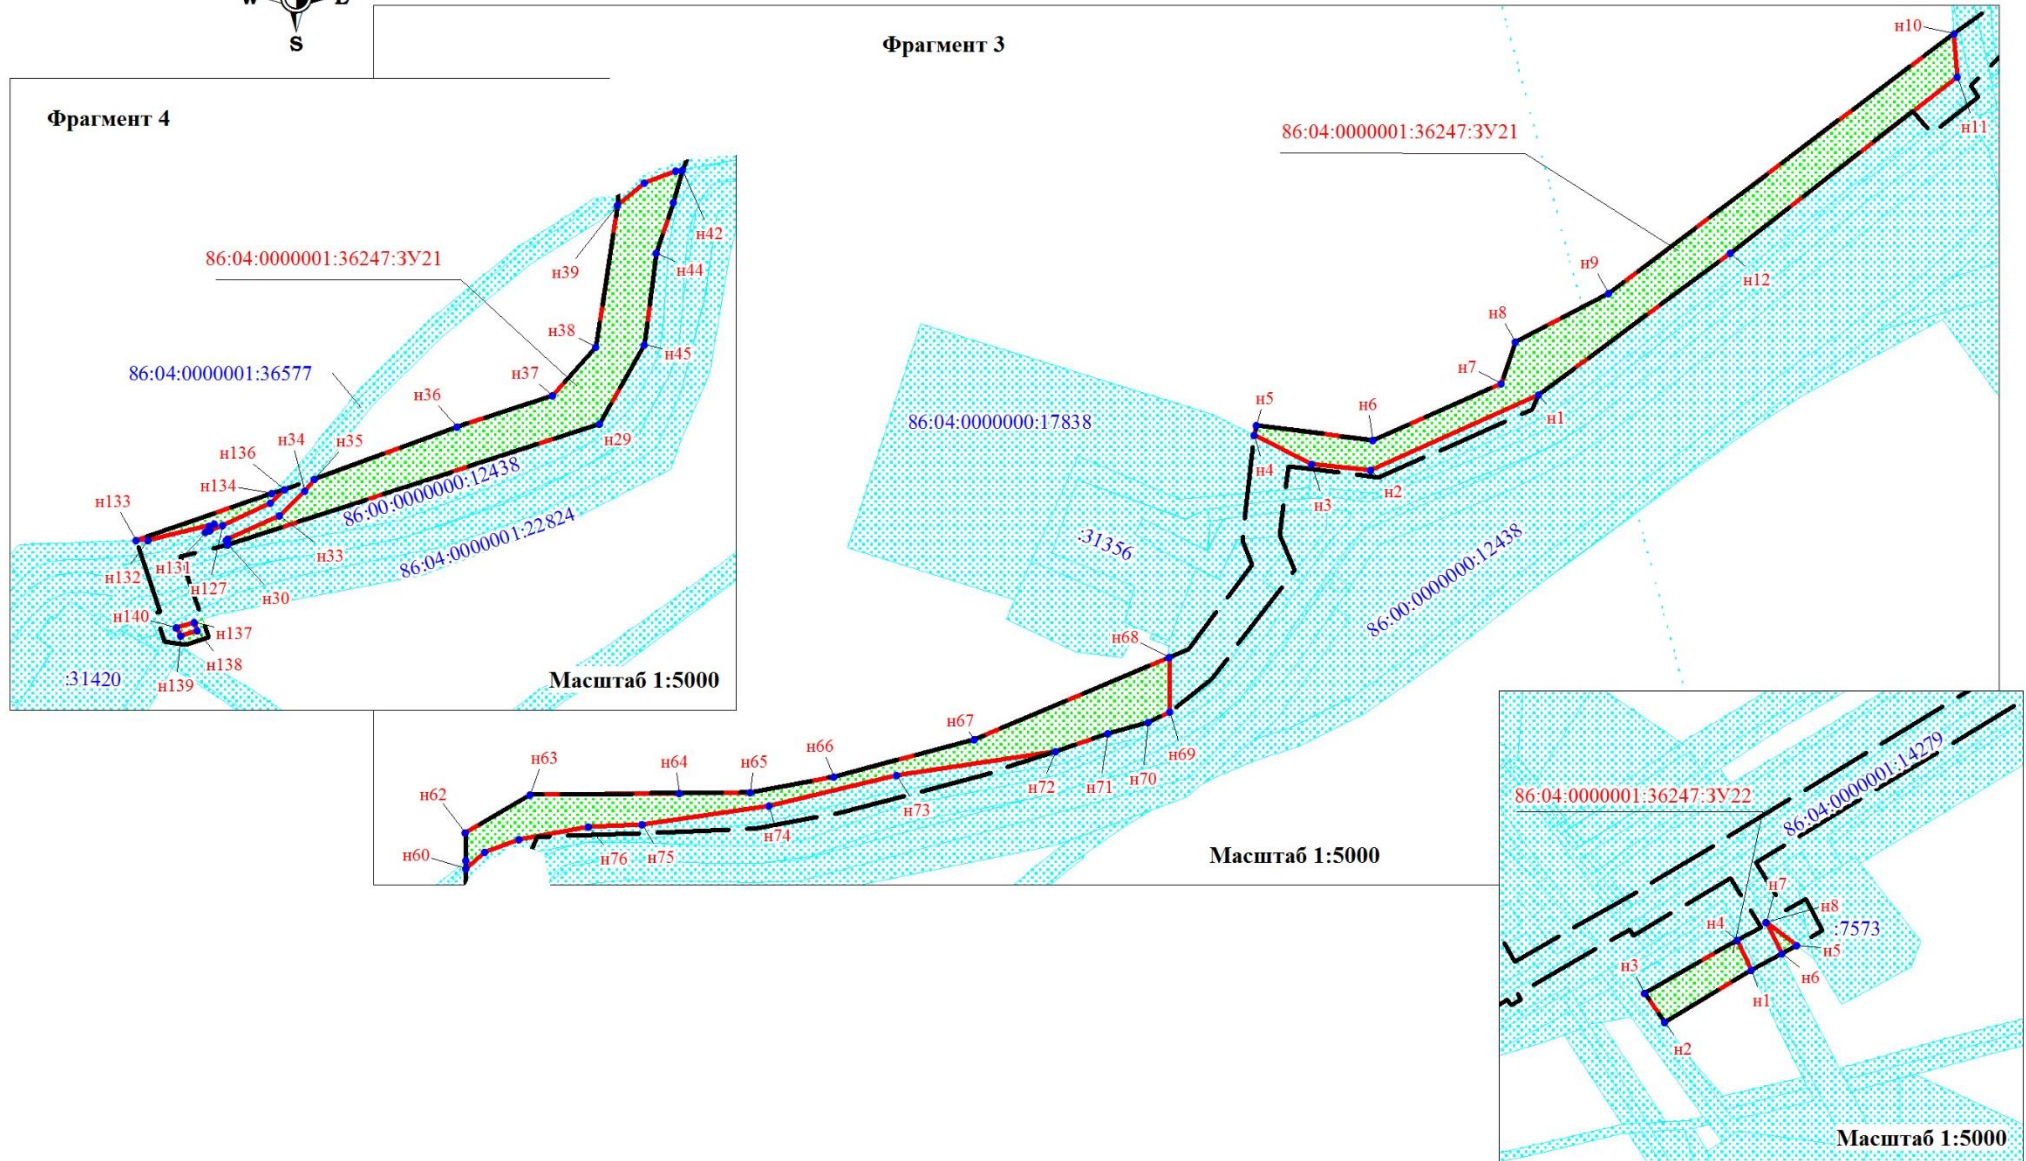 W
E
S
Фрагмент 3
н10
н11
86:04:0000001:36247:ЗУ21
н9
н12
н8
н7
н1
н5
н6
86:04:0000000:17838
н4
н3
н2
:31356
86:00:0000000:12438
н68
н67
н69
н66
н70
н71
н72
н65
н64
н63
н73
н62
н74
н60
н76
н75
Масштаб 1:5000
Фрагмент 4
86:04:0000001:36247:ЗУ21
н42
н39
н44
н38
н45
86:04:0000001:36577
н37
н36
н29
н34
н35
н136
н134
86:00:0000000:12438
н133
86:04:0000001:22824
н33
н132
н131
н127
н30
н140
н137
н138
н139
:31420
Масштаб 1:5000
86:04:0000001:14279
86:04:0000001:36247:ЗУ22
н7
н8
н4
:7573
н5
н6
н3
н1
н2
Масштаб 1:5000